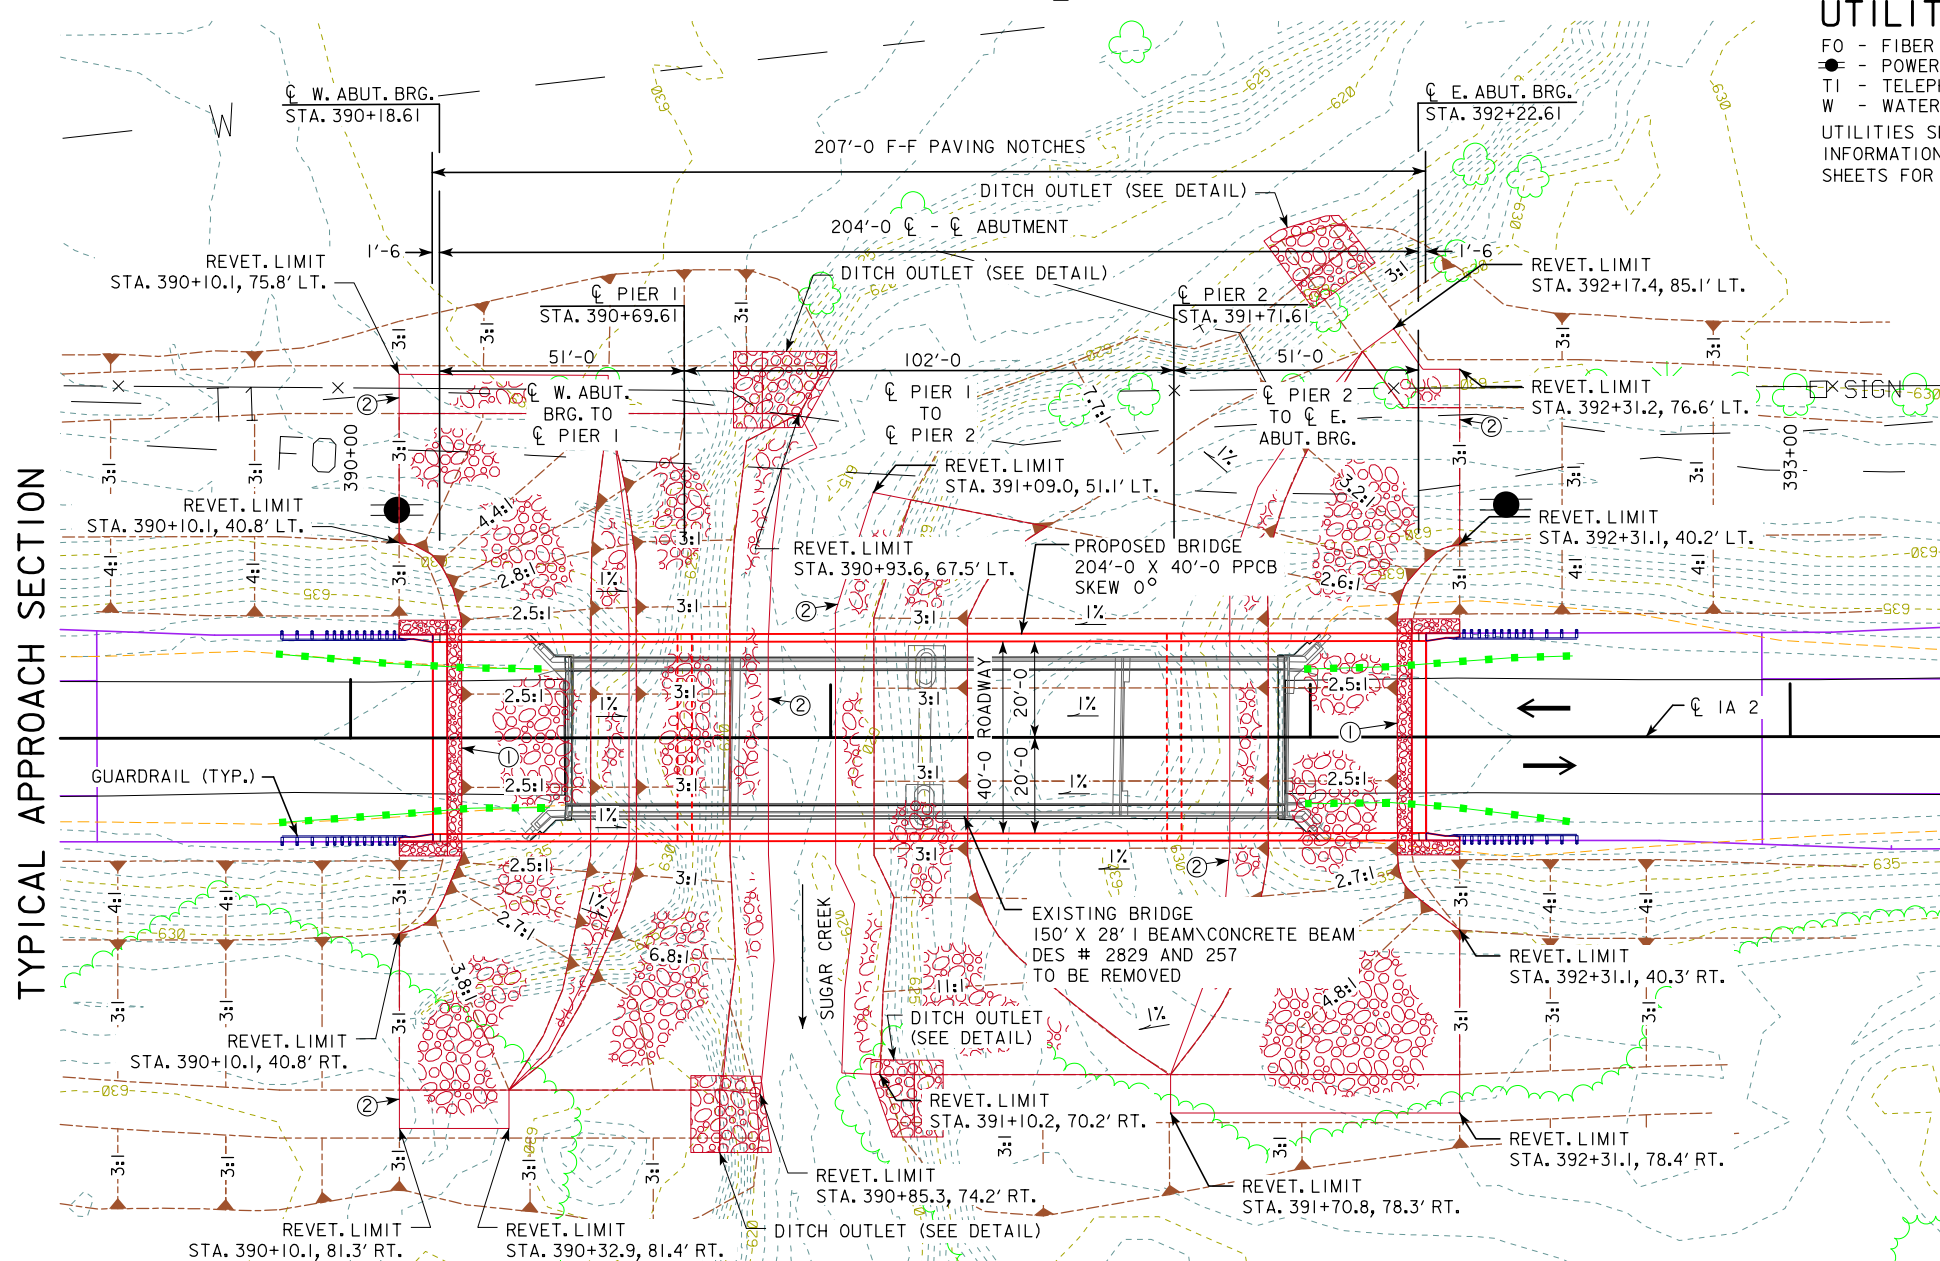 UTILIT
FO - FIBER
- POWER
TI - TELEPH
W - WATER
UTILITIES S
INFORMATION
SHEETS FOR
TYPICAL APPROACH SECTION
℄ W. ABUT. BRG.
STA. 390+18.61
℄ E. ABUT. BRG.
STA. 392+22.61
W
207'-0 F-F PAVING NOTCHES
DITCH OUTLET (SEE DETAIL)
204'-0 ℄ - ℄ ABUTMENT
1'-6
1'-6
REVET. LIMIT
STA. 390+10.1, 75.8' LT.
DITCH OUTLET (SEE DETAIL)
REVET. LIMIT
STA. 392+17.4, 85.1' LT.
℄ PIER 1
STA. 390+69.61
℄ PIER 2
STA. 391+71.61
51'-0
102'-0
51'-0
℄ W. ABUT.
BRG. TO
℄ PIER 1
℄ PIER 1
TO
℄ PIER 2
℄ PIER 2
TO ℄ E.
ABUT. BRG.
REVET. LIMIT
STA. 392+31.2, 76.6' LT.
EXSIGN
T1
FO
390+00
393+00
REVET. LIMIT
STA. 391+09.0, 51.1' LT.
REVET. LIMIT
STA. 390+10.1, 40.8' LT.
REVET. LIMIT
STA. 392+31.1, 40.2' LT.
REVET. LIMIT
STA. 390+93.6, 67.5' LT.
PROPOSED BRIDGE
204'-0 X 40'-0 PPCB
SKEW 0°
40'-0 ROADWAY
20'-0
20'-0
℄ IA 2
GUARDRAIL (TYP.)
SUGAR CREEK
EXISTING BRIDGE
150' X 28' I BEAM\CONCRETE BEAM
DES # 2829 AND 257
TO BE REMOVED
REVET. LIMIT
STA. 392+31.1, 40.3' RT.
REVET. LIMIT
STA. 390+10.1, 40.8' RT.
DITCH OUTLET
(SEE DETAIL)
REVET. LIMIT
STA. 391+10.2, 70.2' RT.
REVET. LIMIT
STA. 392+31.1, 78.4' RT.
REVET. LIMIT
STA. 390+85.3, 74.2' RT.
REVET. LIMIT
STA. 391+70.8, 78.3' RT.
DITCH OUTLET (SEE DETAIL)
REVET. LIMIT
STA. 390+10.1, 81.3' RT.
REVET. LIMIT
STA. 390+32.9, 81.4' RT.